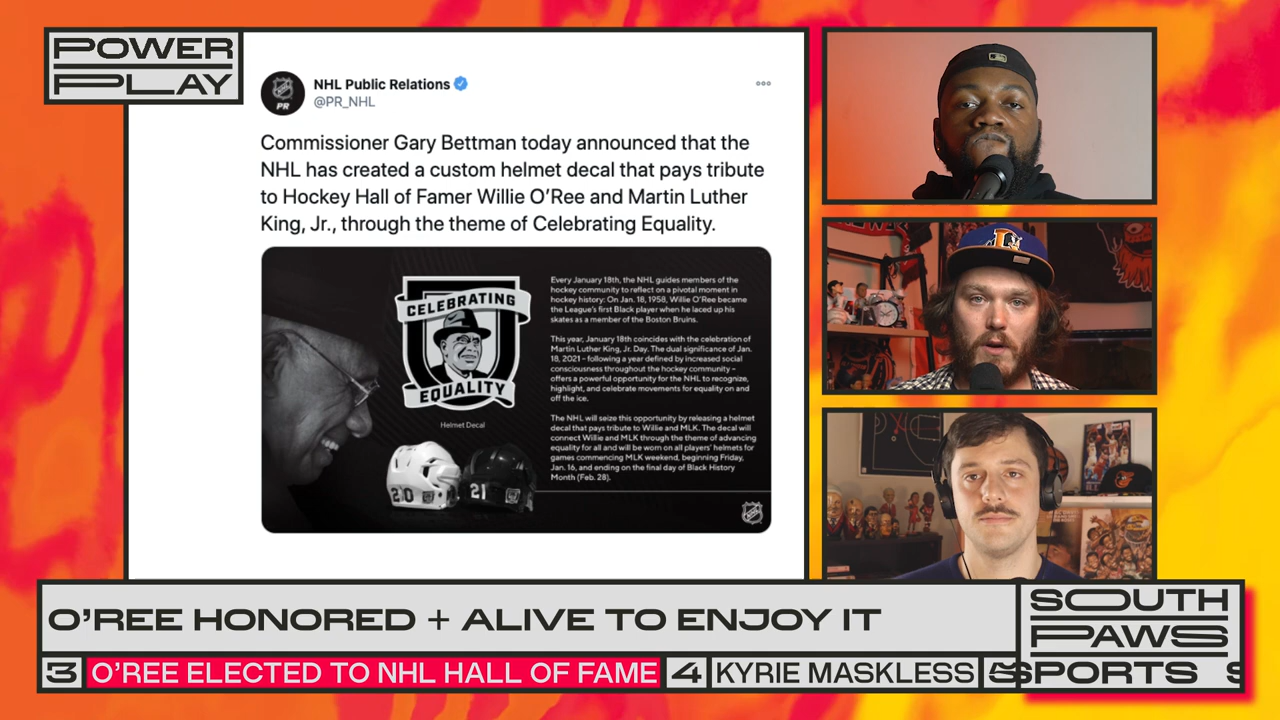 POWER
PLAY
NHL Public Relations
@PR_NHL
Commissioner Gary Bettman today announced that the
NHL has created a custom helmet decal that pays tribute
to Hockey Hall of Famer Willie O'Ree and Martin Luther
King, Jr., through the theme of Celebrating Equality.
PR
CELEBRATING
EQUALITY
Helmet Decal
20
21
Every January 18th, the NHL guides members of the
hockey community to reflect on a pivotal moment in
hockey history: On Jan. 18, 1958, Willie O'Ree became
the League's first Black player when he laced up his
skates as a member of the Boston Bruins.
This year, January 18th coincides with the celebration of
Martin Luther King, Jr. Day. The dual significance of Jan.
18, 2021 – following a year defined by increased social
consciousness throughout the hockey community –
offers a powerful opportunity for the NHL to recognize,
highlight, and celebrate movements for equality on and
off the ice.
The NHL will seize this opportunity by releasing a helmet
decal that pays tribute to Willie and MLK. The decal will
connect Willie and MLK through the theme of advancing
equality for all and will be worn on all players' helmets for
games commencing MLK weekend, beginning Friday,
Jan. 16, and ending on the final day of Black History
Month (Feb. 28).
O'REE HONORED + ALIVE TO ENJOY IT
SOUTH
PAWS
SPORTS
3 O'REE ELECTED TO NHL HALL OF FAME 4 KYRIE MASKLESS 5